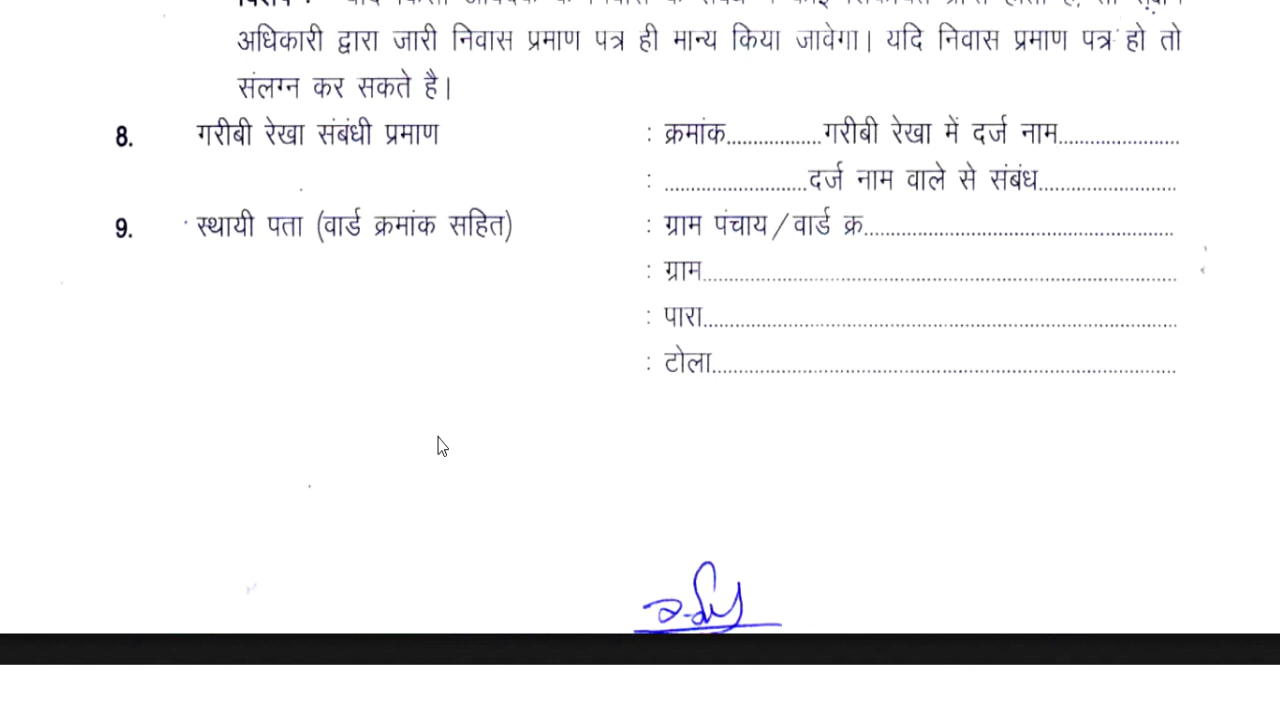 अधिकारी द्वारा जारी निवास प्रमाण पत्र ही मान्य किया जावेगा। यदि निवास प्रमाण पत्र हो तो
संलग्न कर सकते है।
8. गरीबी रेखा संबंधी प्रमाण : क्रमांक..................गरीबी रेखा में दर्ज नाम.......................
: ...........................दर्ज नाम वाले से संबंध..........................
9. स्थायी पता (वार्ड क्रमांक सहित) : ग्राम पंचाय/वार्ड क्र...........................................................
: ग्राम.........................................................................................
: पारा.........................................................................................
: टोला.......................................................................................